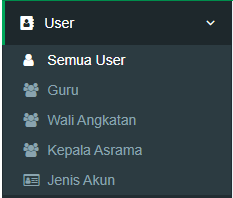 User
Semua User
Guru
Wali Angkatan
Kepala Asrama
Jenis Akun